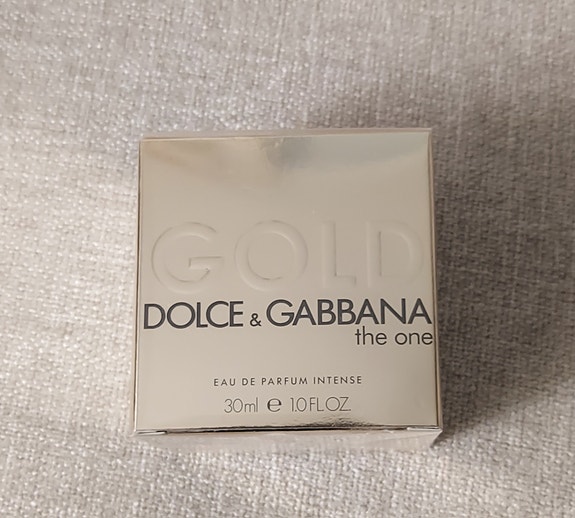 GOLD
DOLCE & GABBANA
the one
EAU DE PARFUM INTENSE
30ml ℮ 1.0 FL.OZ.